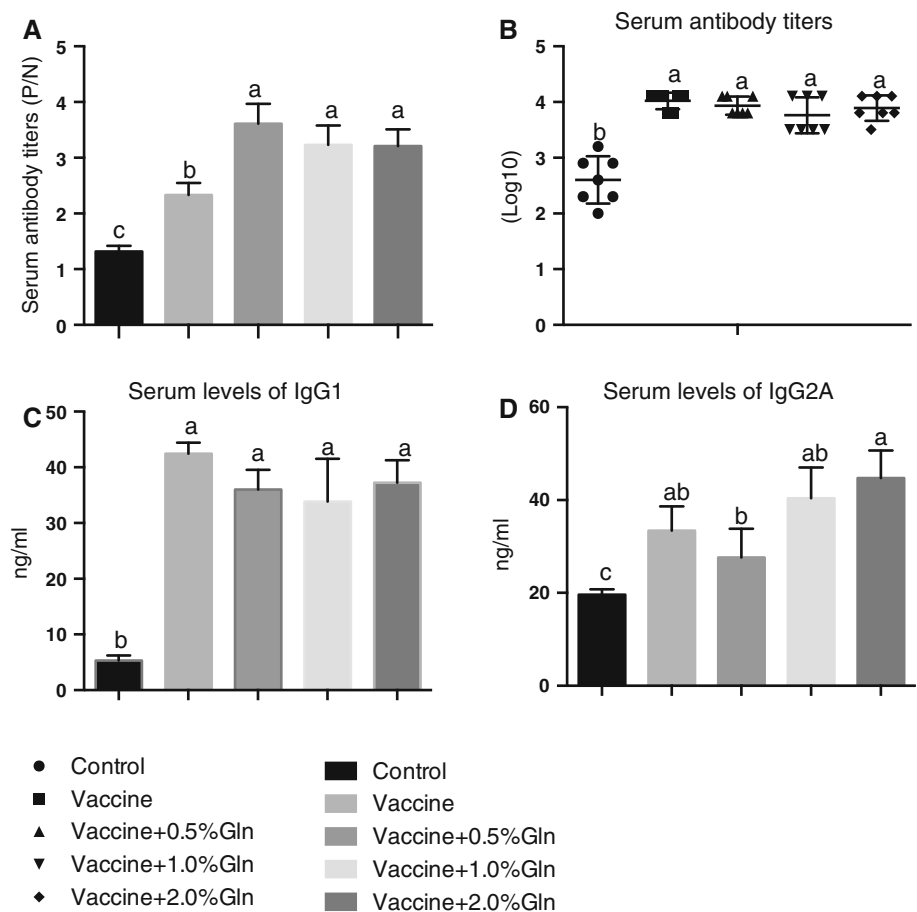 A
Serum antibody titers (P/N)
5
4
3
2
1
0
c
b
a
a
a
B
Serum antibody titers
(Log10)
5
4
3
2
1
0
b
a
a
a
a
C
Serum levels of IgG1
ng/ml
50
40
30
20
10
0
b
a
a
a
a
D
Serum levels of IgG2A
ng/ml
60
40
20
0
c
ab
b
ab
a
Control
Vaccine
Vaccine+0.5%Gln
Vaccine+1.0%Gln
Vaccine+2.0%Gln
Control
Vaccine
Vaccine+0.5%Gln
Vaccine+1.0%Gln
Vaccine+2.0%Gln